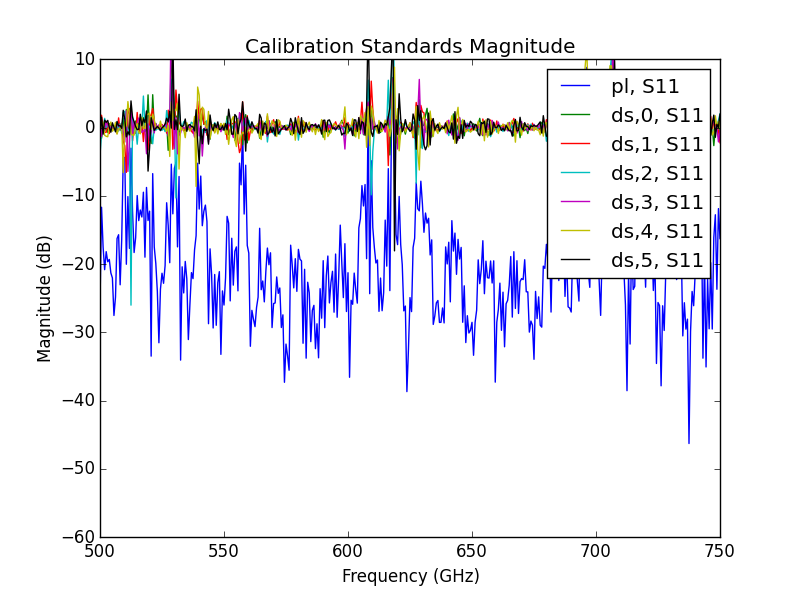 Calibration Standards Magnitude
10
0
−10
−20
−30
−40
−50
−60
Magnitude (dB)
500
550
600
650
700
750
Frequency (GHz)
pl, S11
ds,0, S11
ds,1, S11
ds,2, S11
ds,3, S11
ds,4, S11
ds,5, S11